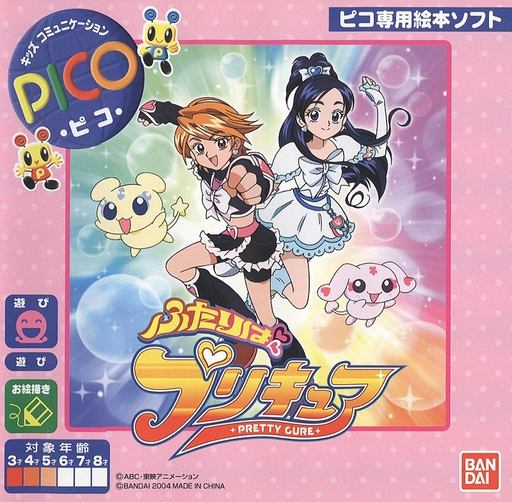 キッズ コミュニケーション
PICO
・ピコ・
ピコ専用絵本ソフト
ふたりは
プリキュア
PRETTY CURE
遊び
遊び
お絵描き
対象年齢
3才 4才 5才 6才 7才 8才
©ABC・東映アニメーション
©BANDAI 2004 MADE IN CHINA
BAN
DAI